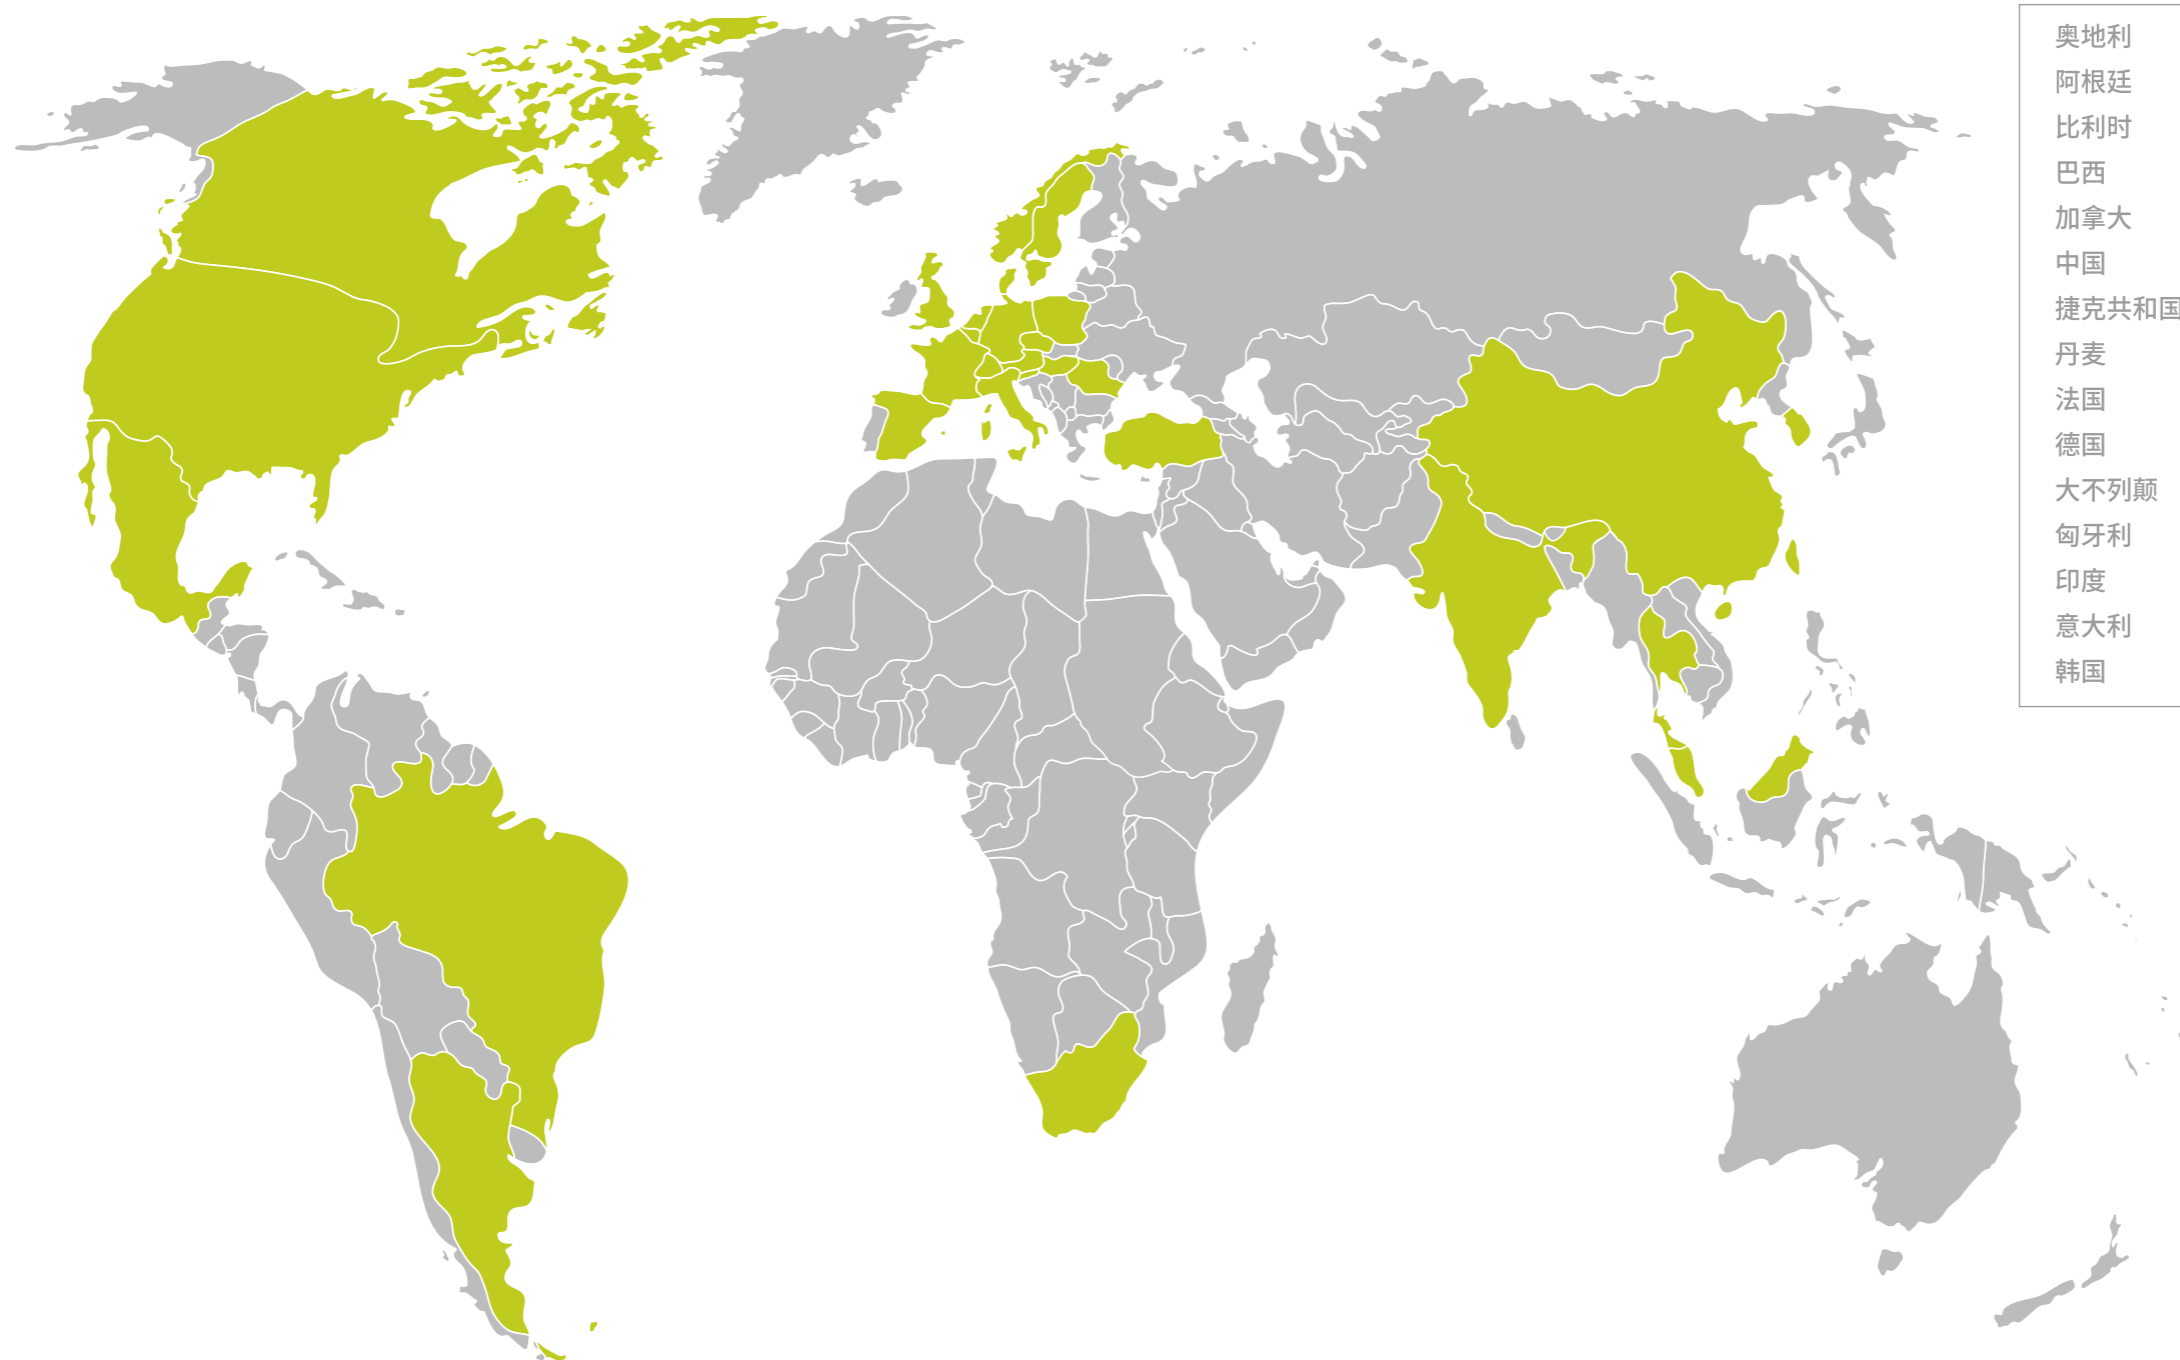 奥地利
阿根廷
比利时
巴西
加拿大
中国
捷克共和国
丹麦
法国
德国
大不列颠
匈牙利
印度
意大利
韩国